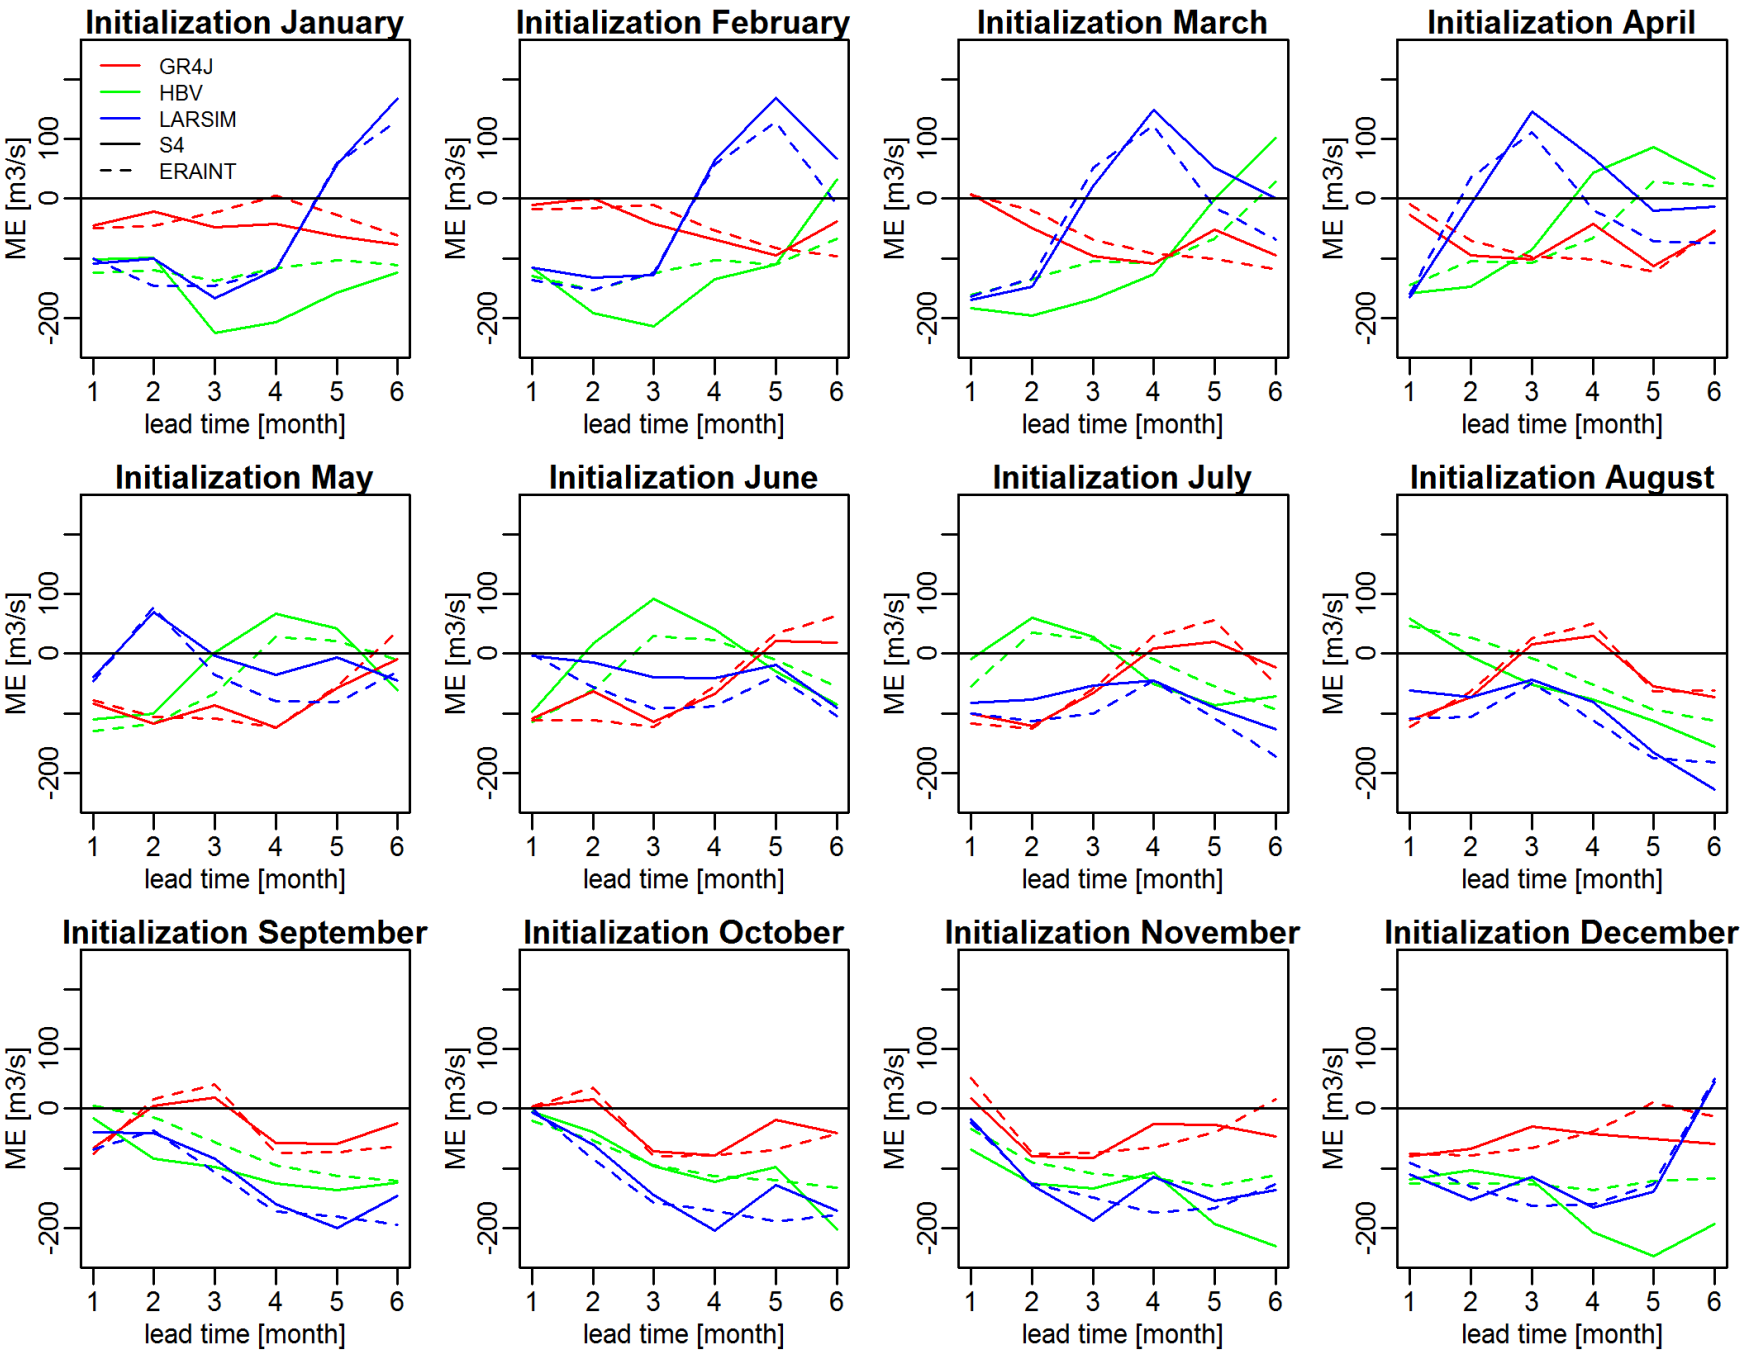 Initialization January
Initialization February
Initialization March
Initialization April
GR4J
HBV
LARSIM
S4
ERAINT
ME [m3/s]
-200 0 100
1 2 3 4 5 6
lead time [month]
ME [m3/s]
-200 0 100
1 2 3 4 5 6
lead time [month]
ME [m3/s]
-200 0 100
1 2 3 4 5 6
lead time [month]
ME [m3/s]
-200 0 100
1 2 3 4 5 6
lead time [month]
Initialization May
Initialization June
Initialization July
Initialization August
ME [m3/s]
-200 0 100
1 2 3 4 5 6
lead time [month]
ME [m3/s]
-200 0 100
1 2 3 4 5 6
lead time [month]
ME [m3/s]
-200 0 100
1 2 3 4 5 6
lead time [month]
ME [m3/s]
-200 0 100
1 2 3 4 5 6
lead time [month]
Initialization September
Initialization October
Initialization November
Initialization December
ME [m3/s]
-200 0 100
1 2 3 4 5 6
lead time [month]
ME [m3/s]
-200 0 100
1 2 3 4 5 6
lead time [month]
ME [m3/s]
-200 0 100
1 2 3 4 5 6
lead time [month]
ME [m3/s]
-200 0 100
1 2 3 4 5 6
lead time [month]